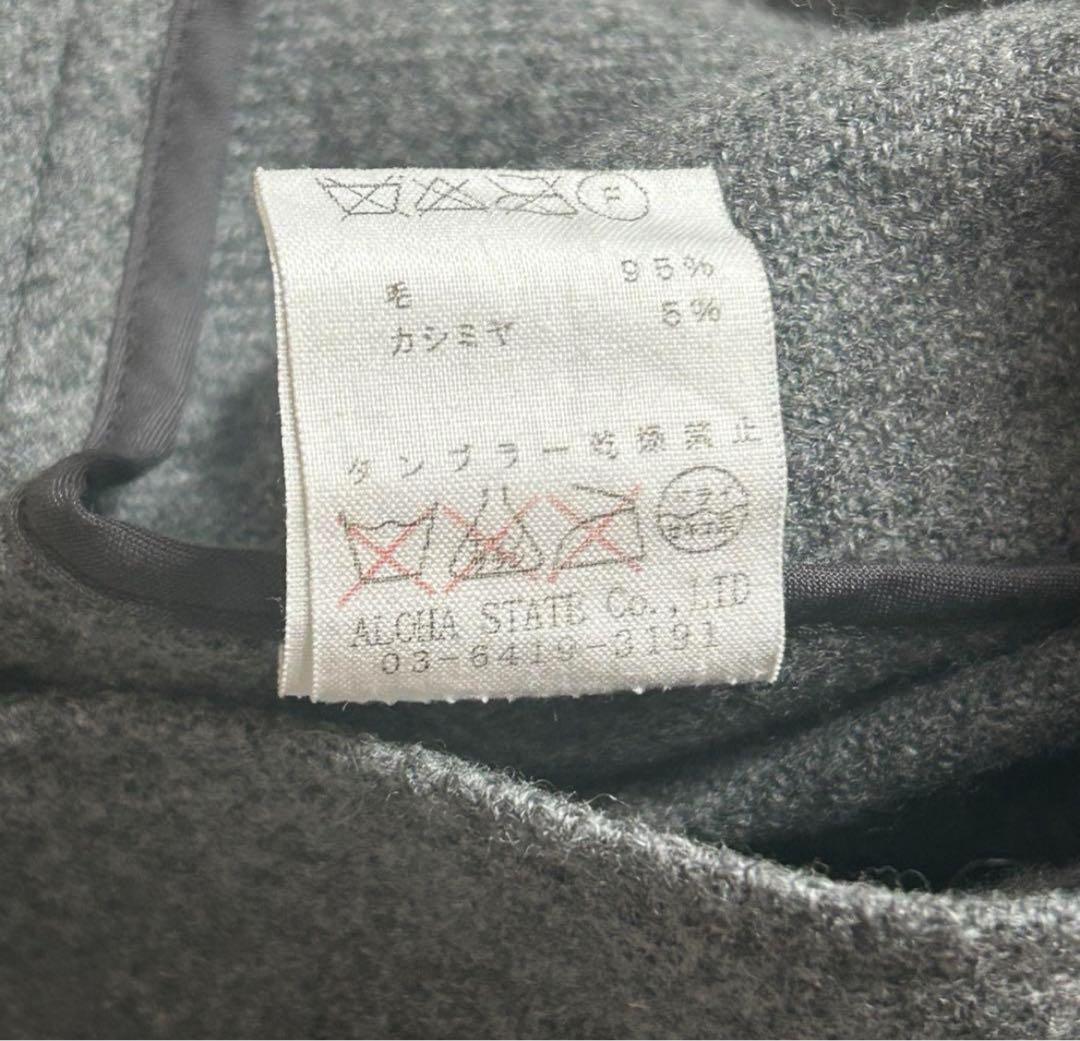 F
毛 95%
カシミヤ 5%
タンブラー乾燥禁止
ALOHA STATE Co.,LTD
03-6419-3191